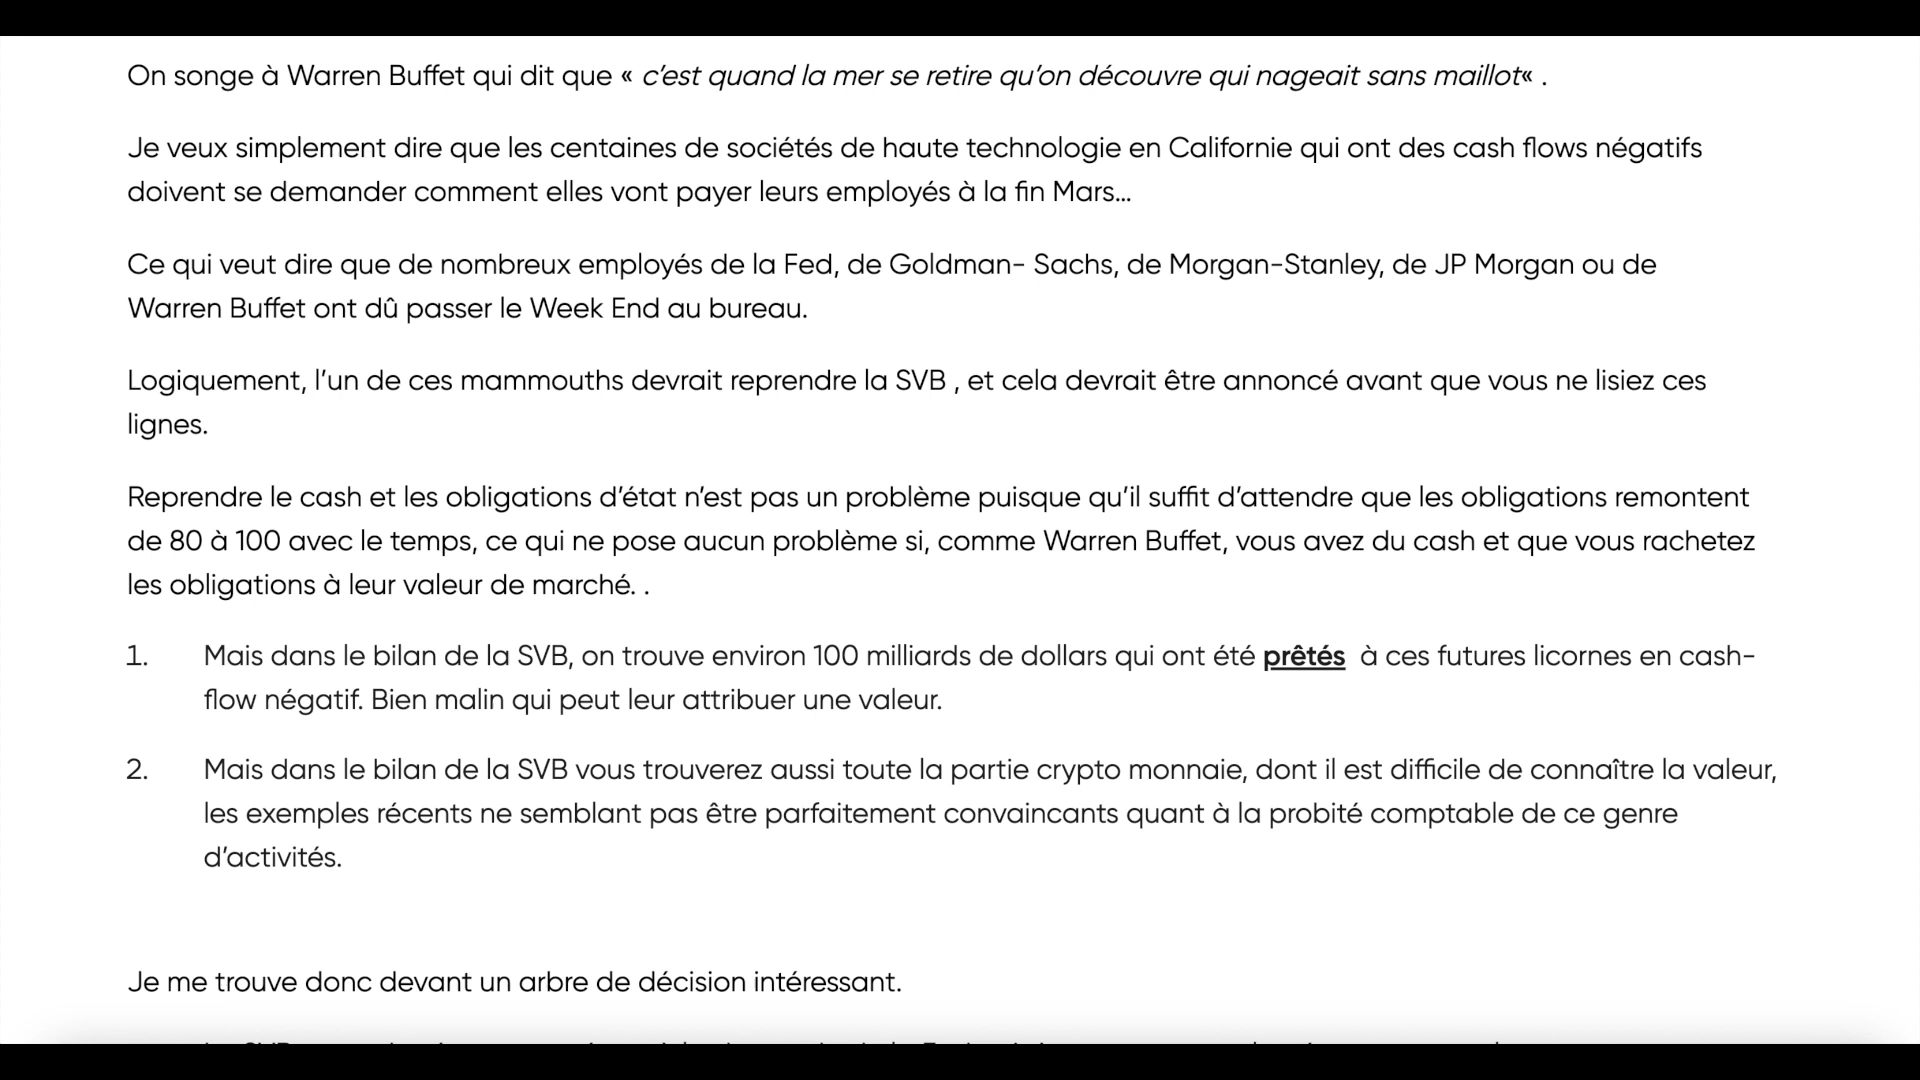 On songe à Warren Buffet qui dit que « c’est quand la mer se retire qu’on découvre qui nageait sans maillot« .
Je veux simplement dire que les centaines de sociétés de haute technologie en Californie qui ont des cash flows négatifs
doivent se demander comment elles vont payer leurs employés à la fin Mars…
Ce qui veut dire que de nombreux employés de la Fed, de Goldman- Sachs, de Morgan-Stanley, de JP Morgan ou de
Warren Buffet ont dû passer le Week End au bureau.
Logiquement, l’un de ces mammouths devrait reprendre la SVB , et cela devrait être annoncé avant que vous ne lisiez ces
lignes.
Reprendre le cash et les obligations d’état n’est pas un problème puisque qu’il suffit d’attendre que les obligations remontent
de 80 à 100 avec le temps, ce qui ne pose aucun problème si, comme Warren Buffet, vous avez du cash et que vous rachetez
les obligations à leur valeur de marché. .
1. Mais dans le bilan de la SVB, on trouve environ 100 milliards de dollars qui ont été prêtés à ces futures licornes en cash-
flow négatif. Bien malin qui peut leur attribuer une valeur.
2. Mais dans le bilan de la SVB vous trouverez aussi toute la partie crypto monnaie, dont il est difficile de connaître la valeur,
les exemples récents ne semblant pas être parfaitement convaincants quant à la probité comptable de ce genre
d’activités.
Je me trouve donc devant un arbre de décision intéressant.